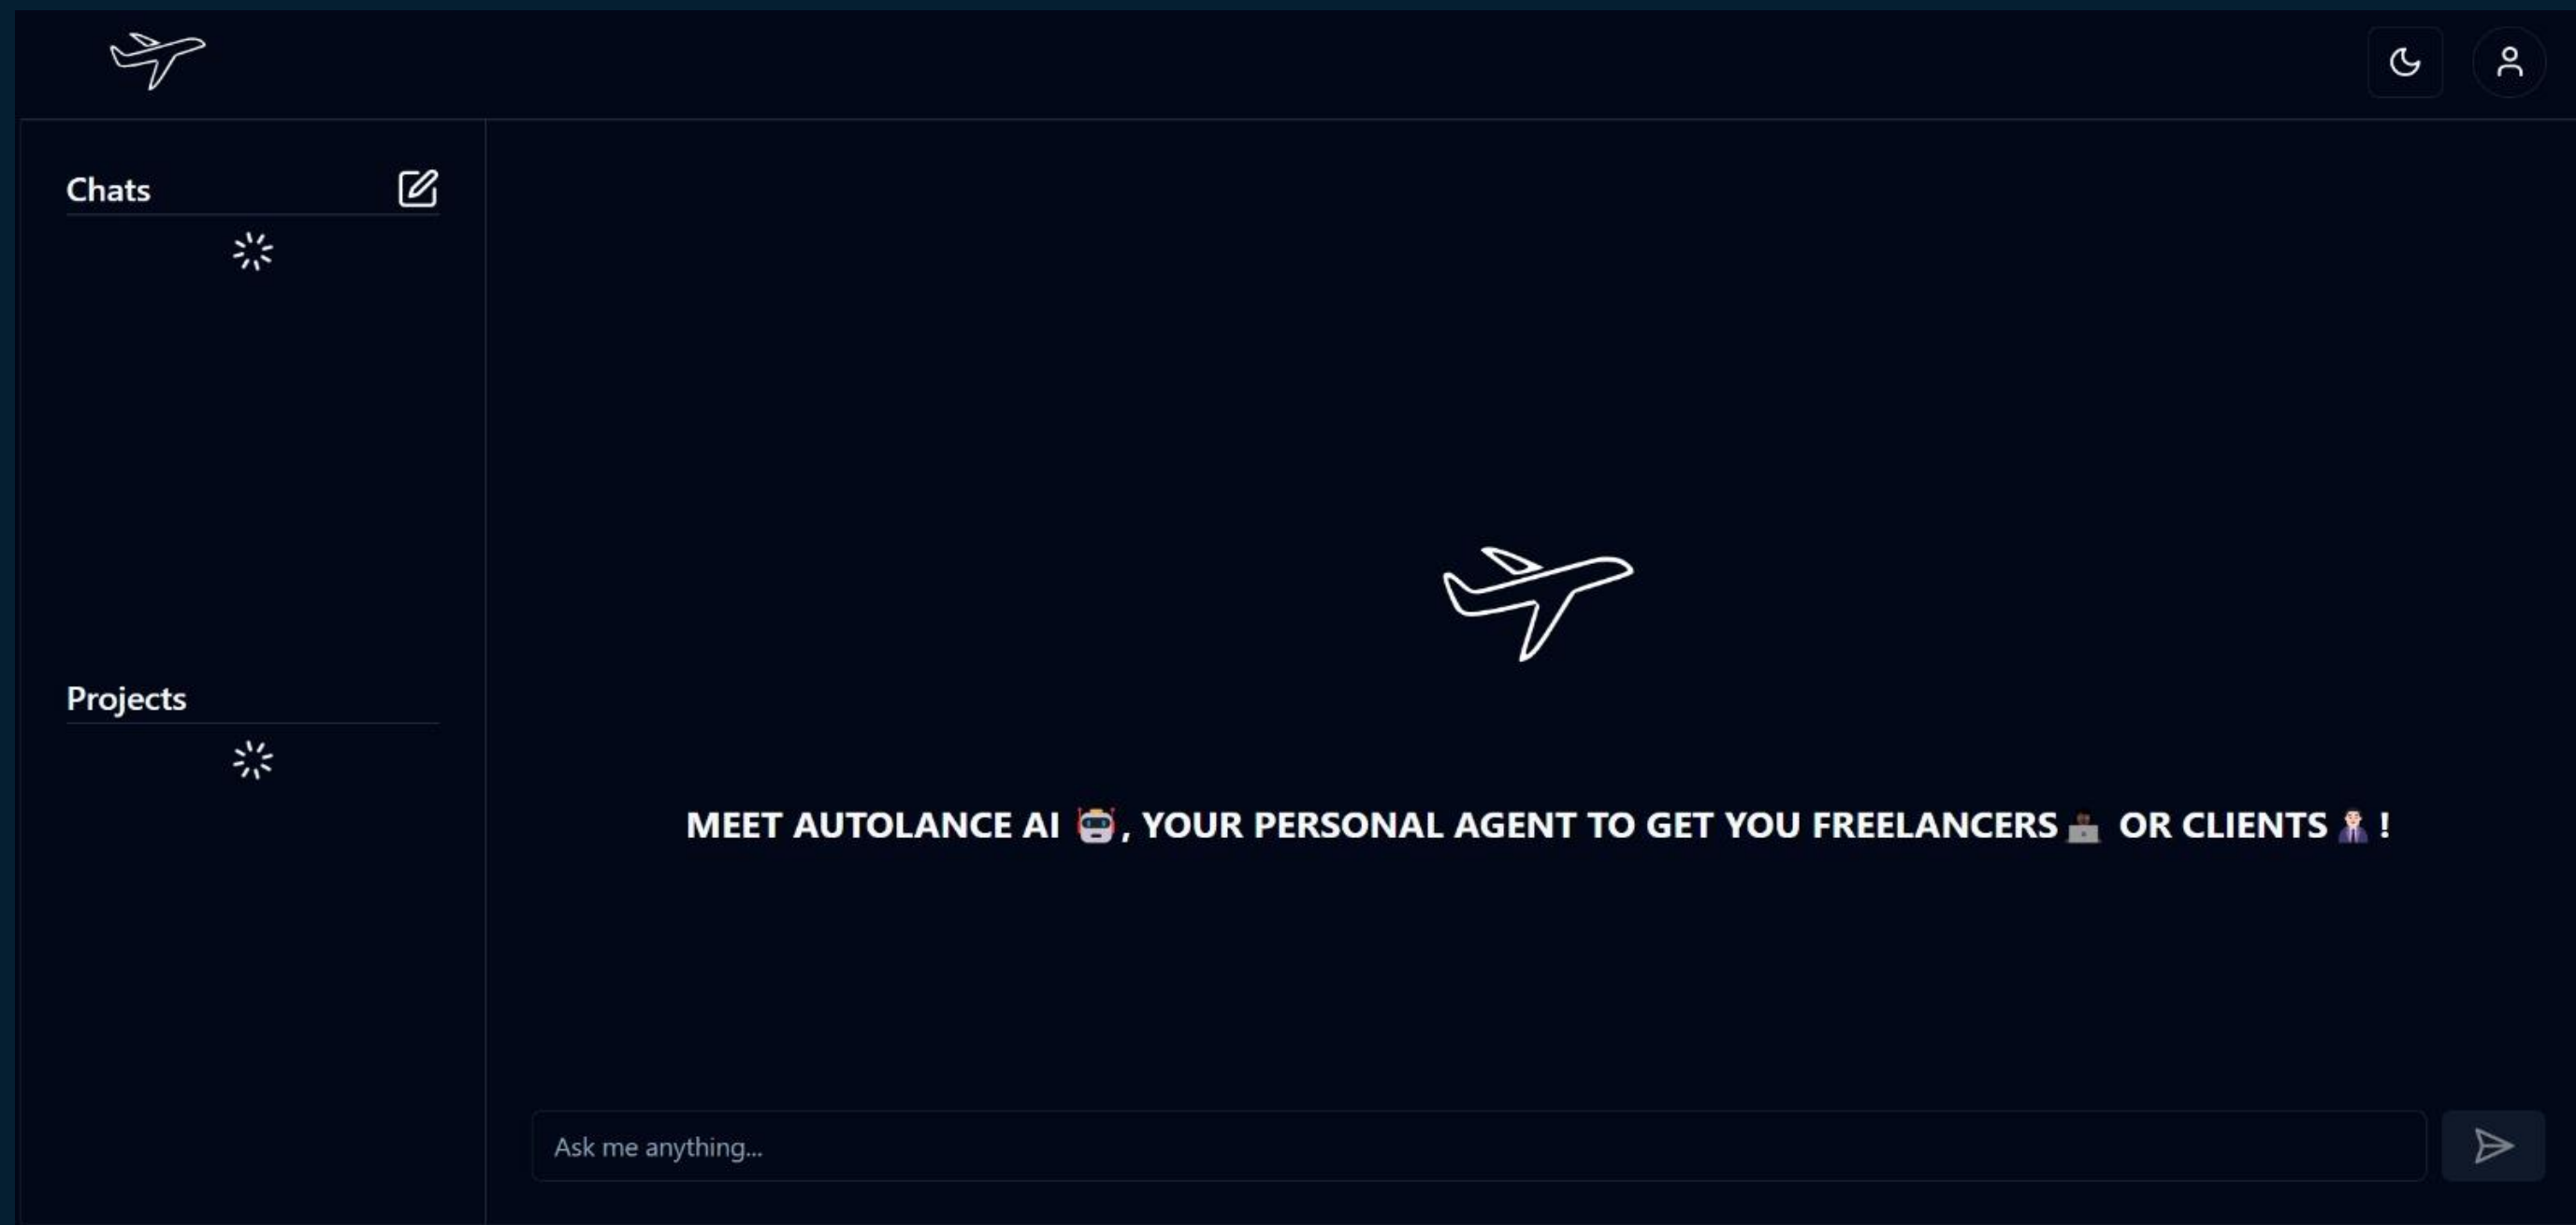 Chats
Projects
MEET AUTOLANCE AI 🤖, YOUR PERSONAL AGENT TO GET YOU FREELANCERS 👨🏿‍💻 OR CLIENTS 🤵🏻!
Ask me anything...